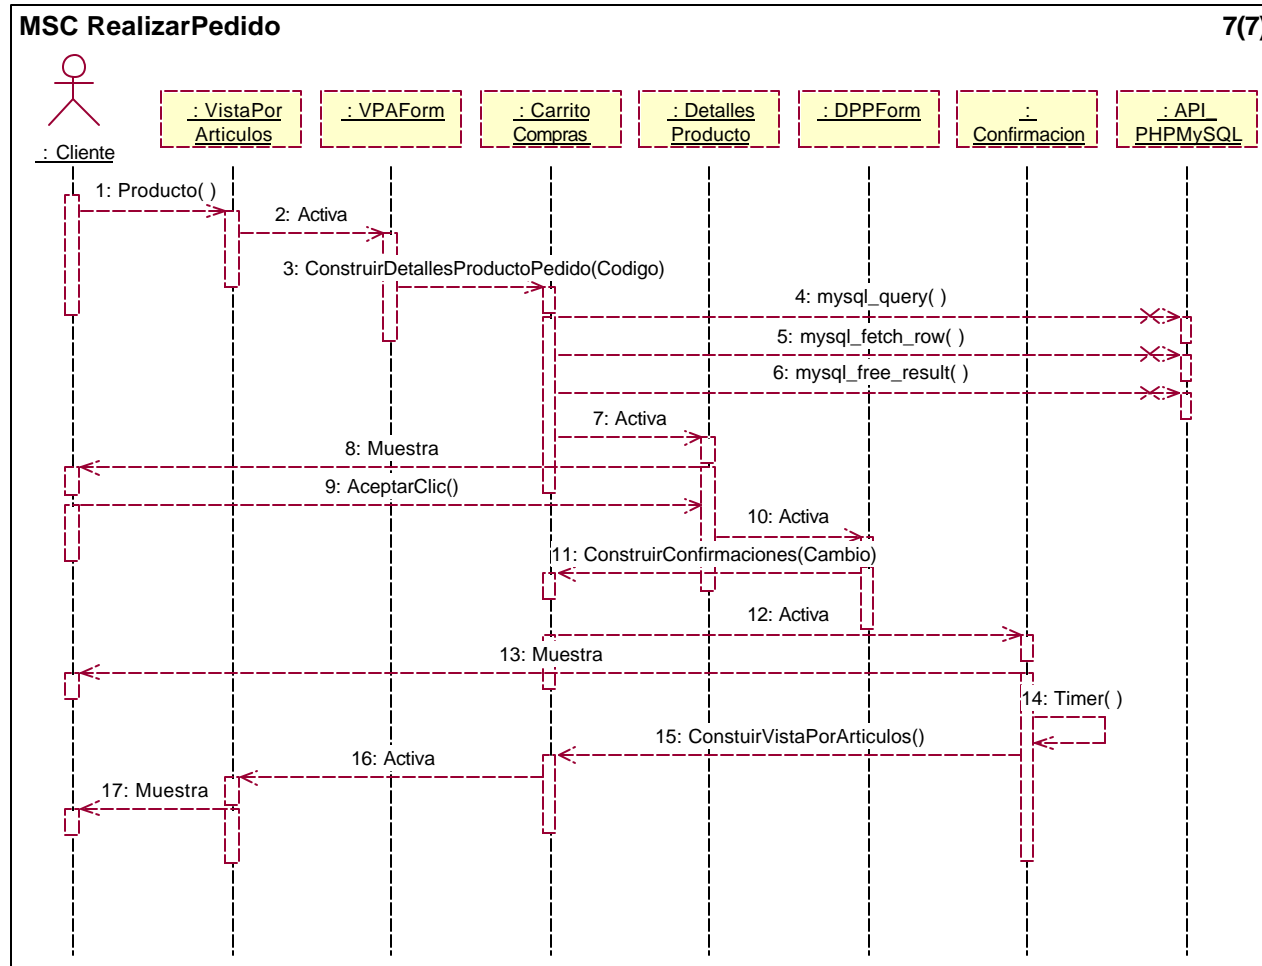 MSC RealizarPedido
7(7)
: Cliente
: VistaPor
Articulos
: VPAForm
: Carrito
Compras
: Detalles
Producto
: DPPForm
:
Confirmacion
: API_
PHPMySQL
1: Producto( )
2: Activa
3: ConstruirDetallesProductoPedido(Codigo)
4: mysql_query( )
5: mysql_fetch_row( )
6: mysql_free_result( )
7: Activa
8: Muestra
9: AceptarClic()
10: Activa
11: ConstruirConfirmaciones(Cambio)
12: Activa
13: Muestra
14: Timer( )
15: ConstuirVistaPorArticulos()
16: Activa
17: Muestra